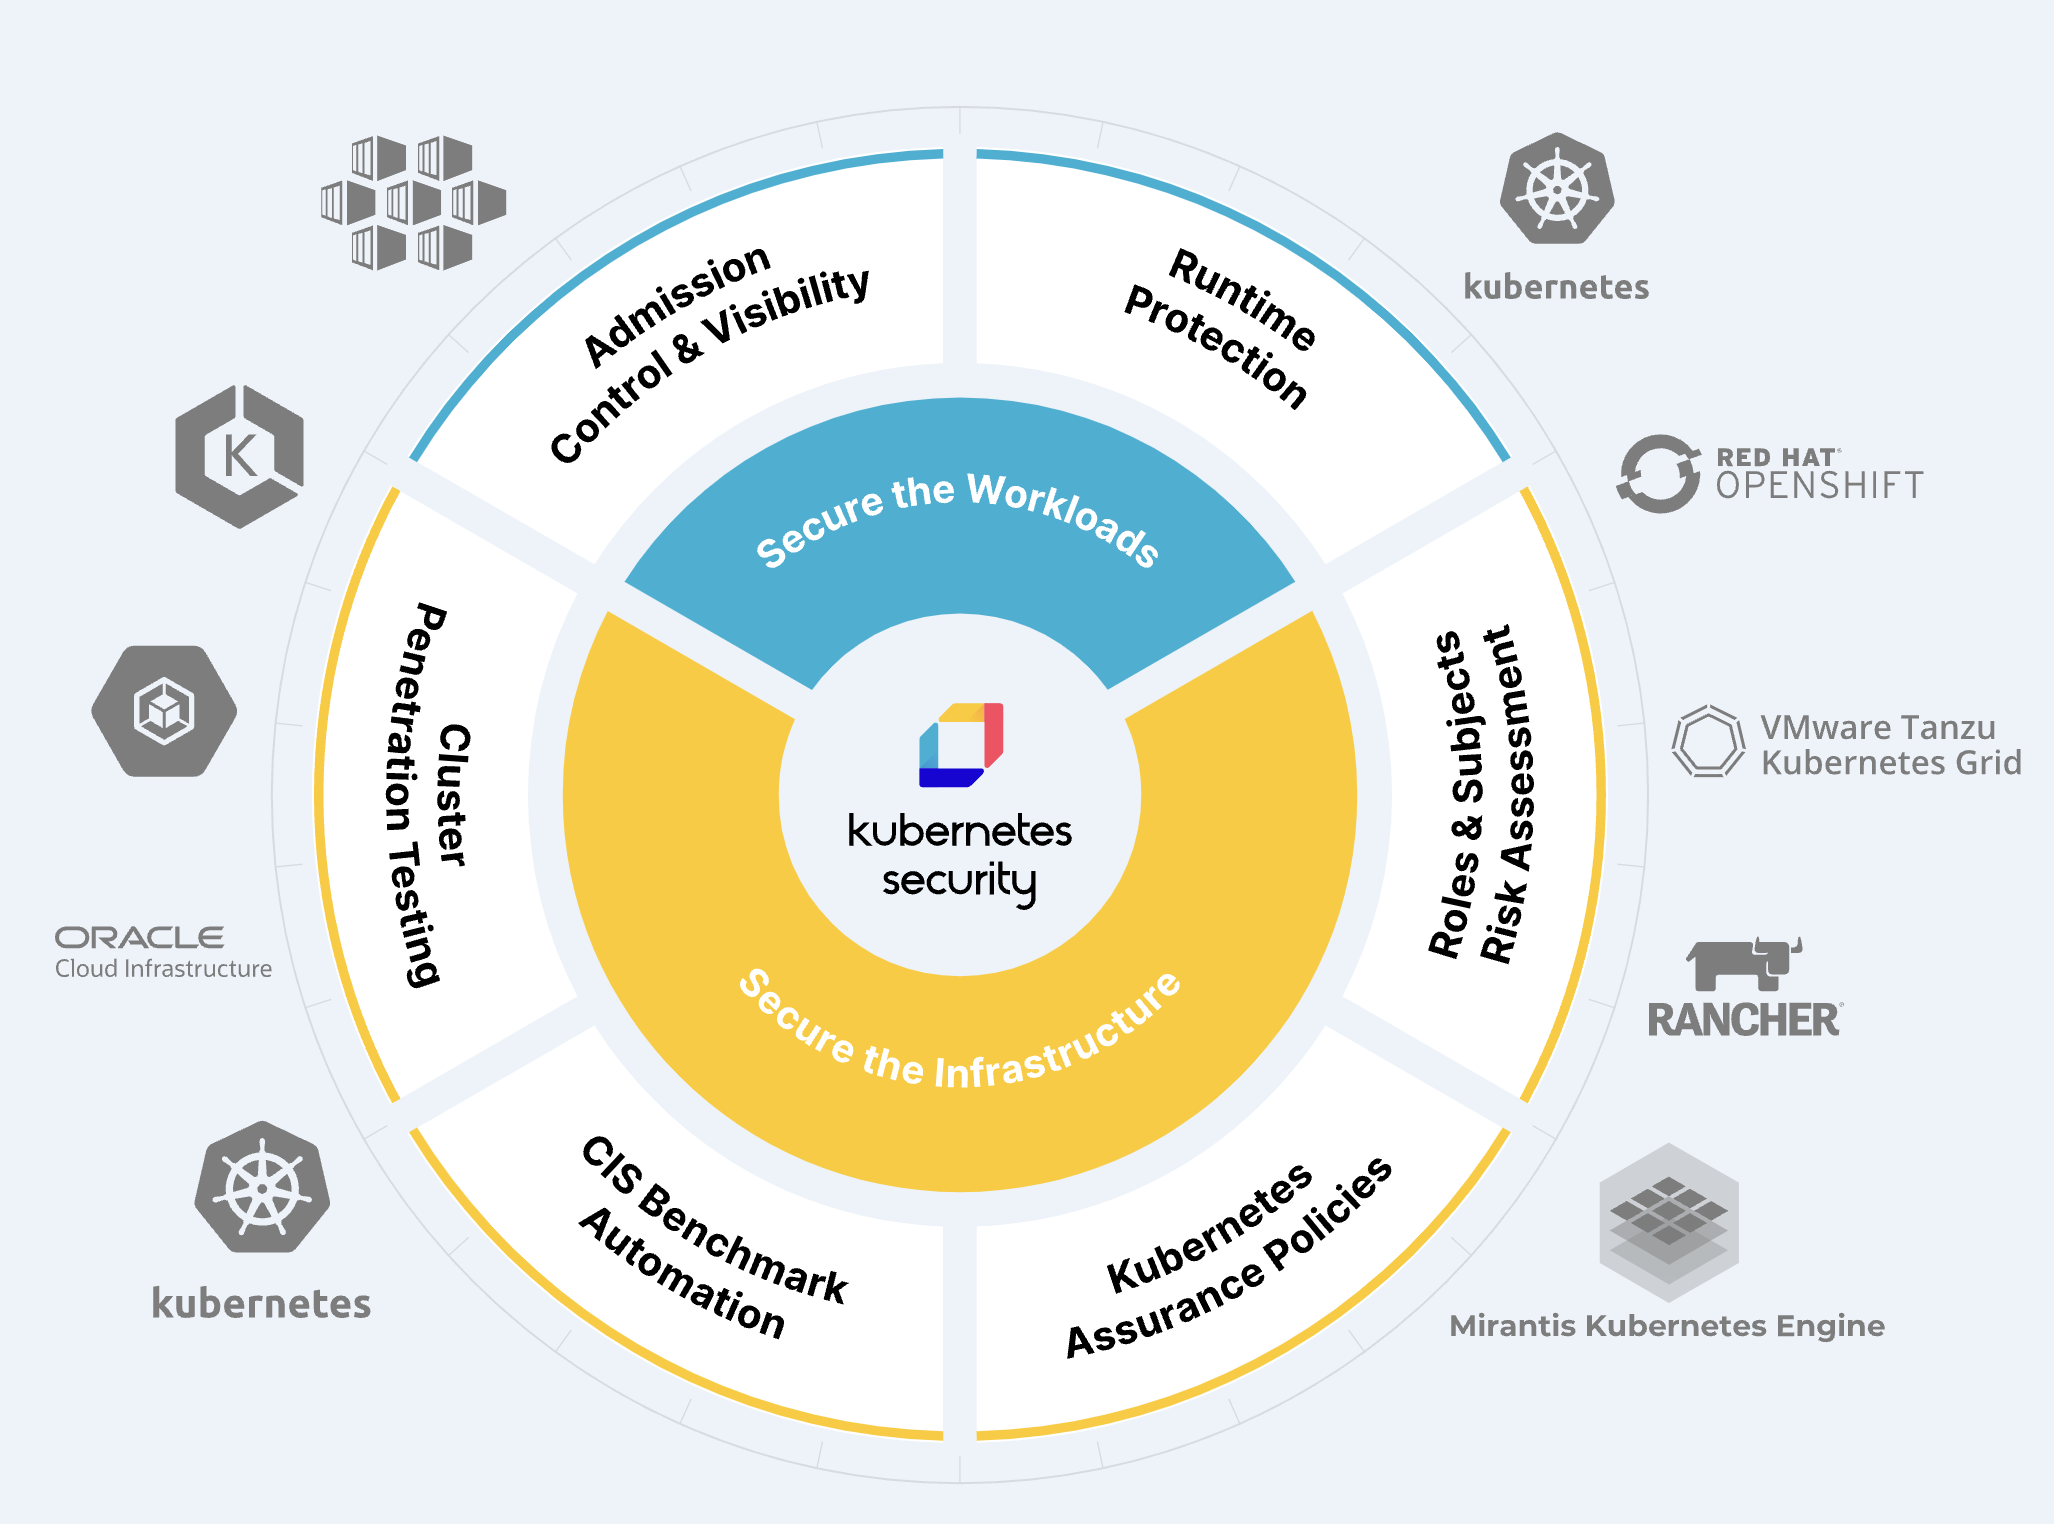 Admission
Control & Visibility
Runtime
Protection
kubernetes
K
RED HAT®
OPENSHIFT
Secure the Workloads
Cluster
Penetration Testing
Roles & Subjects
Risk Assessment
VMware Tanzu
Kubernetes Grid
kubernetes
security
ORACLE
Cloud Infrastructure
RANCHER®
Secure the Infrastructure
CIS Benchmark
Automation
Kubernetes
Assurance Policies
kubernetes
Mirantis Kubernetes Engine